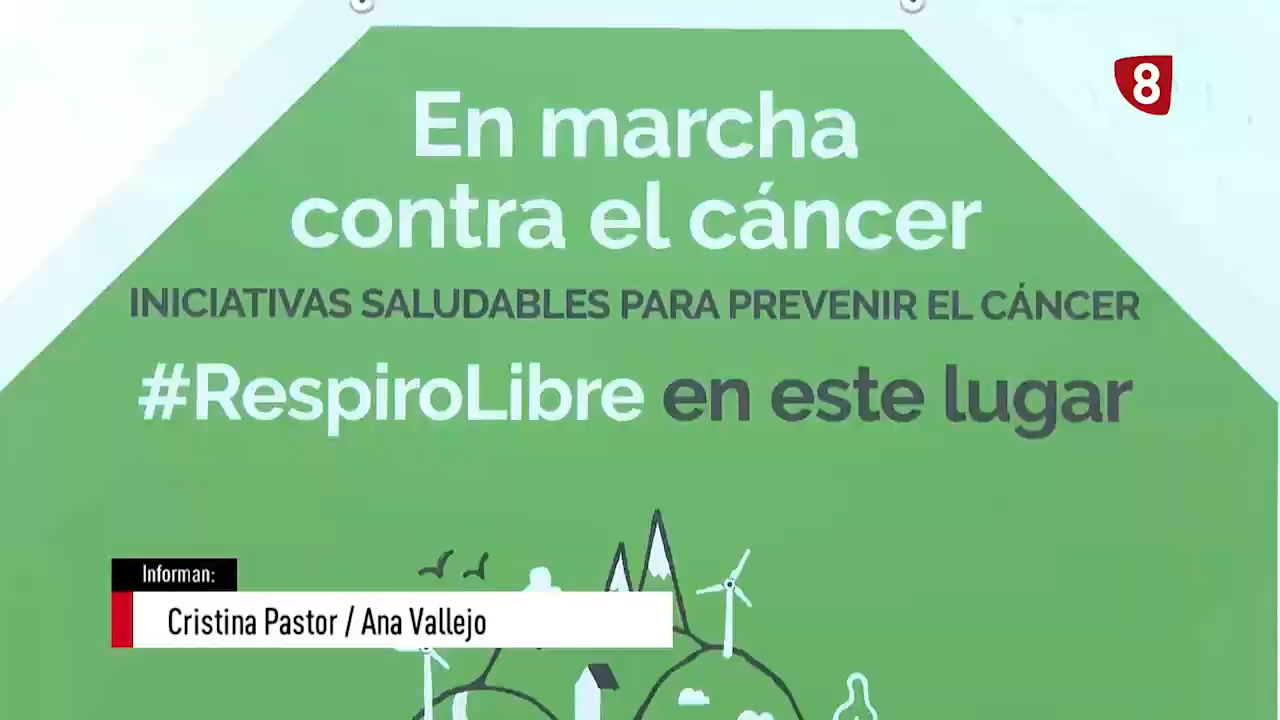 8
En marcha
contra el cáncer
INICIATIVAS SALUDABLES PARA PREVENIR EL CÁNCER
#RespiroLibre en este lugar
Informan:
Cristina Pastor / Ana Vallejo